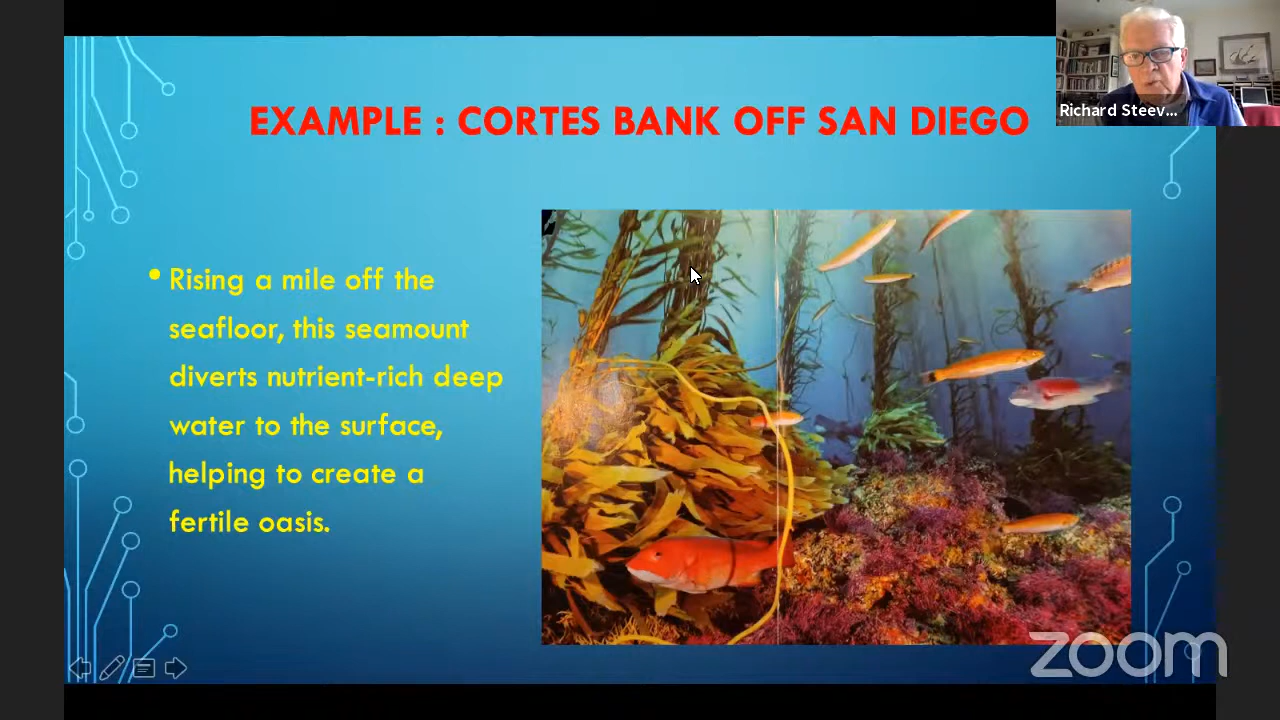 EXAMPLE : CORTES BANK OFF SAN DIEGO
Richard Steev...
• Rising a mile off the
seafloor, this seamount
diverts nutrient-rich deep
water to the surface,
helping to create a
fertile oasis.
zoom